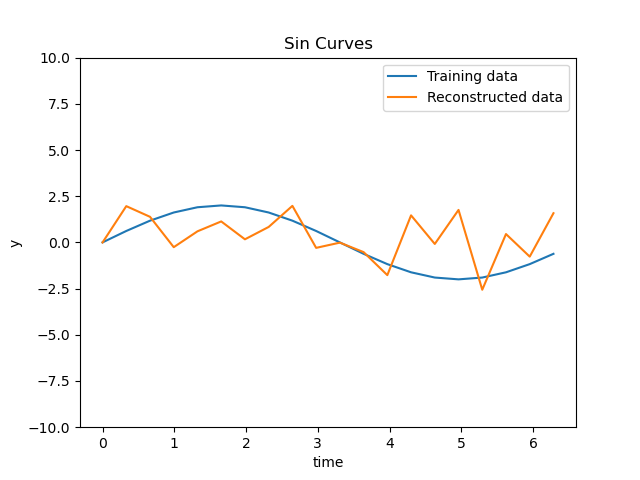 Sin Curves
Training data
Reconstructed data
10.0
7.5
5.0
2.5
0.0
−2.5
−5.0
−7.5
−10.0
y
0 1 2 3 4 5 6
time